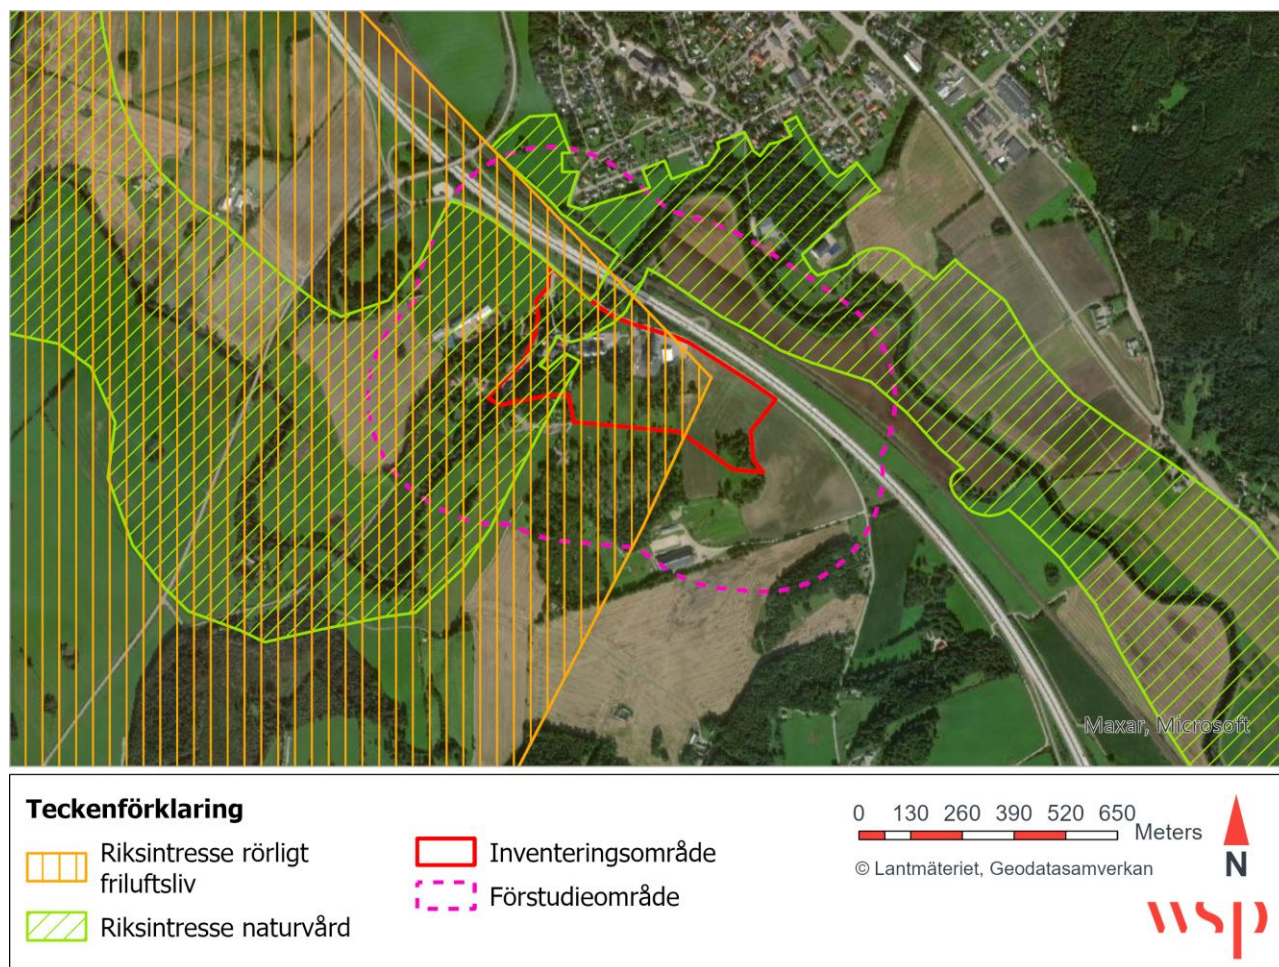 Maxar, Microsoft
Teckenförklaring
Riksintresse rörligt
friluftsliv
Riksintresse naturvård
Inventeringsområde
Förstudieområde
0 130 260 390 520 650
Meters
© Lantmäteriet, Geodatasamverkan
N
wsp